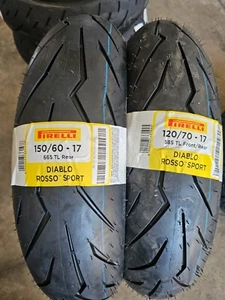 PIRELLI
150/60 - 17
66S TL Rear
DIABLO
ROSSO SPORT
PIRELLI
120/70 - 17
58S TL Front/Rear
DIABLO
ROSSO SPORT